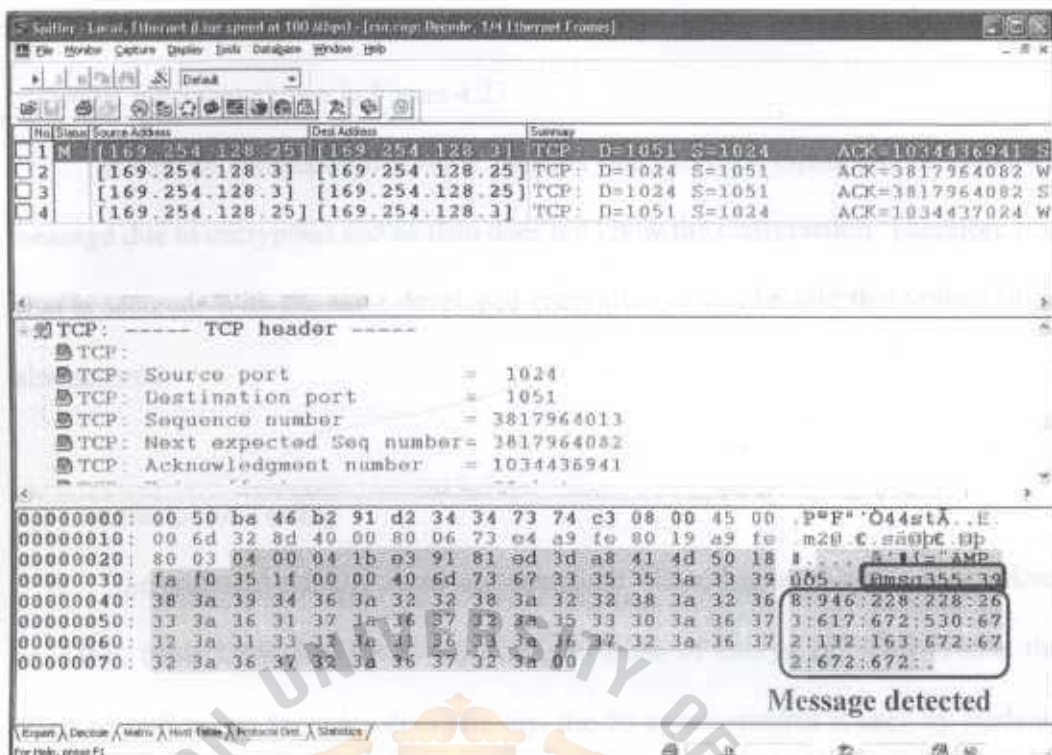 Sniffer - Local, Ethernet (Line speed at 100 Mbps) - [rsa.cap: Decode, 1/4 Ethernet Frames]
File Monitor Capture Display Tools Database Window Help
Default
No. Status Source Address Dest Address Summary
1 M [169.254.128.25] [169.254.128.3] TCP: D=1051 S=1024 ACK=1034436941 S
2 [169.254.128.3] [169.254.128.25] TCP: D=1024 S=1051 ACK=3817964082 W
3 [169.254.128.3] [169.254.128.25] TCP: D=1024 S=1051 ACK=3817964082 S
4 [169.254.128.25] [169.254.128.3] TCP: D=1051 S=1024 ACK=1034437024 W
TCP: ----- TCP header -----
TCP:
TCP: Source port = 1024
TCP: Destination port = 1051
TCP: Sequence number = 3817964013
TCP: Next expected Seq number= 3817964082
TCP: Acknowledgment number = 1034436941
00000000: 00 50 ba 46 b2 91 d2 34 34 73 74 c3 08 00 45 00 .PºF²'Ò44stÃ..E.
00000010: 00 6d 32 8d 40 00 80 06 73 e4 a9 fe 80 19 a9 fe
00000020: 80 03 04 00 04 1b e3 91 81 ed 3d a8 41 4d 50 18
00000030: fa f0 35 1f 00 00 40 6d 73 67 33 35 35 3a 33 39 úð5. @msg355:39
00000040: 38 3a 39 34 36 3a 32 32 38 3a 32 32 38 3a 32 36 8:946:228:228:26
00000050: 33 3a 36 31 37 3a 36 37 32 3a 35 33 30 3a 36 37 3:617:672:530:67
00000060: 32 3a 31 33 32 3a 31 36 33 3a 36 37 32 3a 36 37 2:132:163:672:67
00000070: 32 3a 36 37 32 3a 36 37 32 3a 00 2:672:672:.
Message detected
Expert Decode Matrix Host Table Protocol Dist. Statistics
For Help, press F1
UNIVERSITY OF